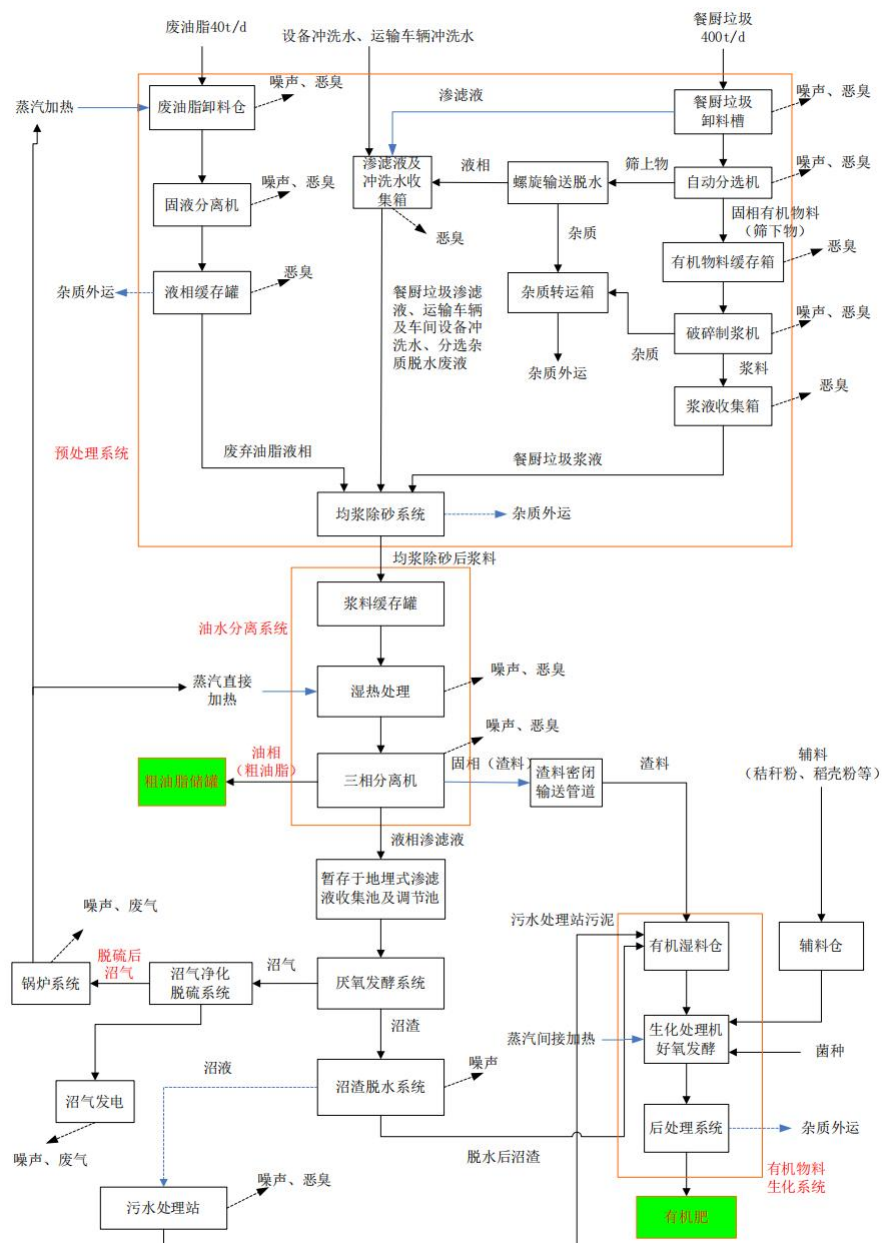 废油脂40t/d
设备冲洗水、运输车辆冲洗水
餐厨垃圾
400t/d
蒸汽加热
废油脂卸料仓
噪声、恶臭
渗滤液
餐厨垃圾
卸料槽
噪声、恶臭
固液分离机
噪声、恶臭
渗滤液及
冲洗水收
集箱
液相
螺旋输送脱水
筛上物
自动分选机
噪声、恶臭
恶臭
杂质
固相有机物料
（筛下物）
杂质外运
液相缓存罐
恶臭
有机物料缓存箱
恶臭
餐厨垃圾渗滤
液、运输车辆
及车间设备冲
洗水、分选杂
质脱水废液
杂质转运箱
杂质
破碎制浆机
噪声、恶臭
杂质外运
浆料
浆液收集箱
恶臭
预处理系统
废弃油脂液相
餐厨垃圾浆液
均浆除砂系统
杂质外运
均浆除砂后浆料
油水分离系统
浆料缓存罐
蒸汽直接
加热
湿热处理
噪声、恶臭
噪声、恶臭
粗油脂储罐
油相
（粗油脂）
三相分离机
固相（渣料）
渣料密闭
输送管道
渣料
辅料
（秸秆粉、稻壳粉等）
液相渗滤液
暂存于地埋式渗滤
液收集池及调节池
噪声、废气
污水处理站污泥
有机湿料仓
辅料仓
锅炉系统
脱硫后
沼气
沼气净化
脱硫系统
沼气
厌氧发酵系统
沼渣
蒸汽间接加热
生化处理机
好氧发酵
菌种
沼气发电
噪声、废气
沼液
沼渣脱水系统
噪声
脱水后沼渣
后处理系统
杂质外运
有机物料
生化系统
污水处理站
噪声、恶臭
有机肥